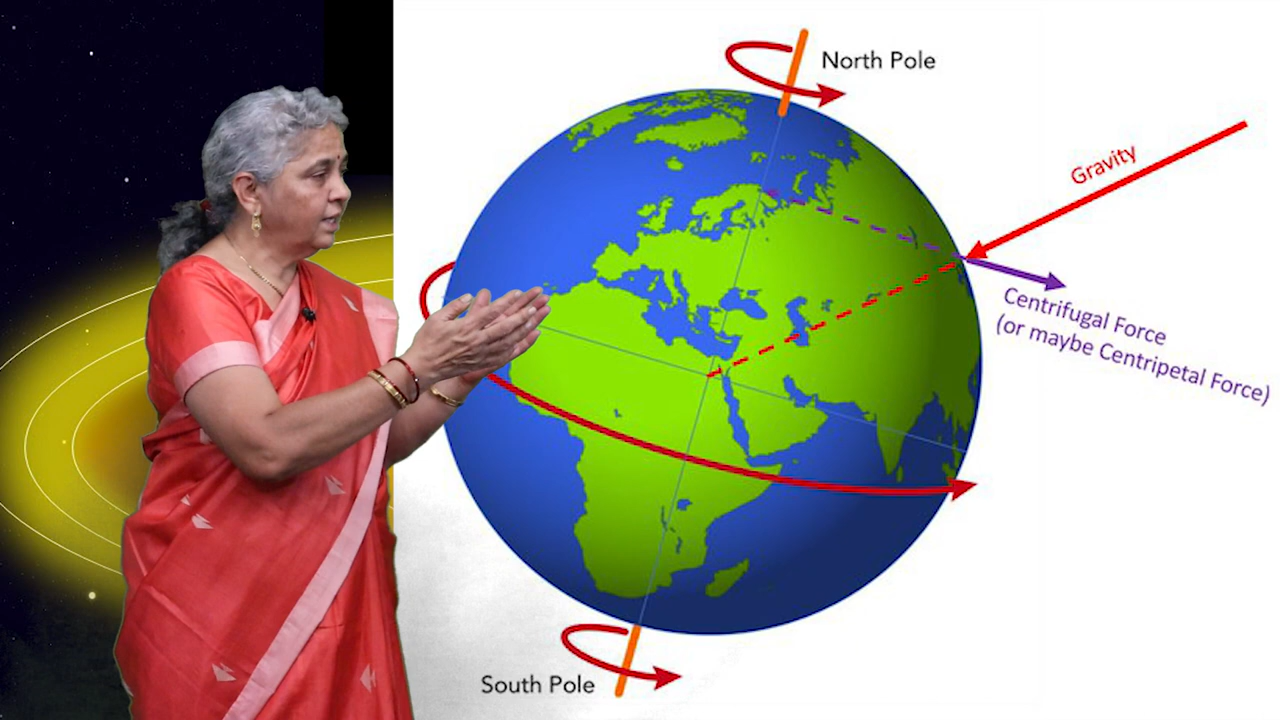 North Pole
Gravity
Centrifugal Force
(or maybe Centripetal Force)
South Pole